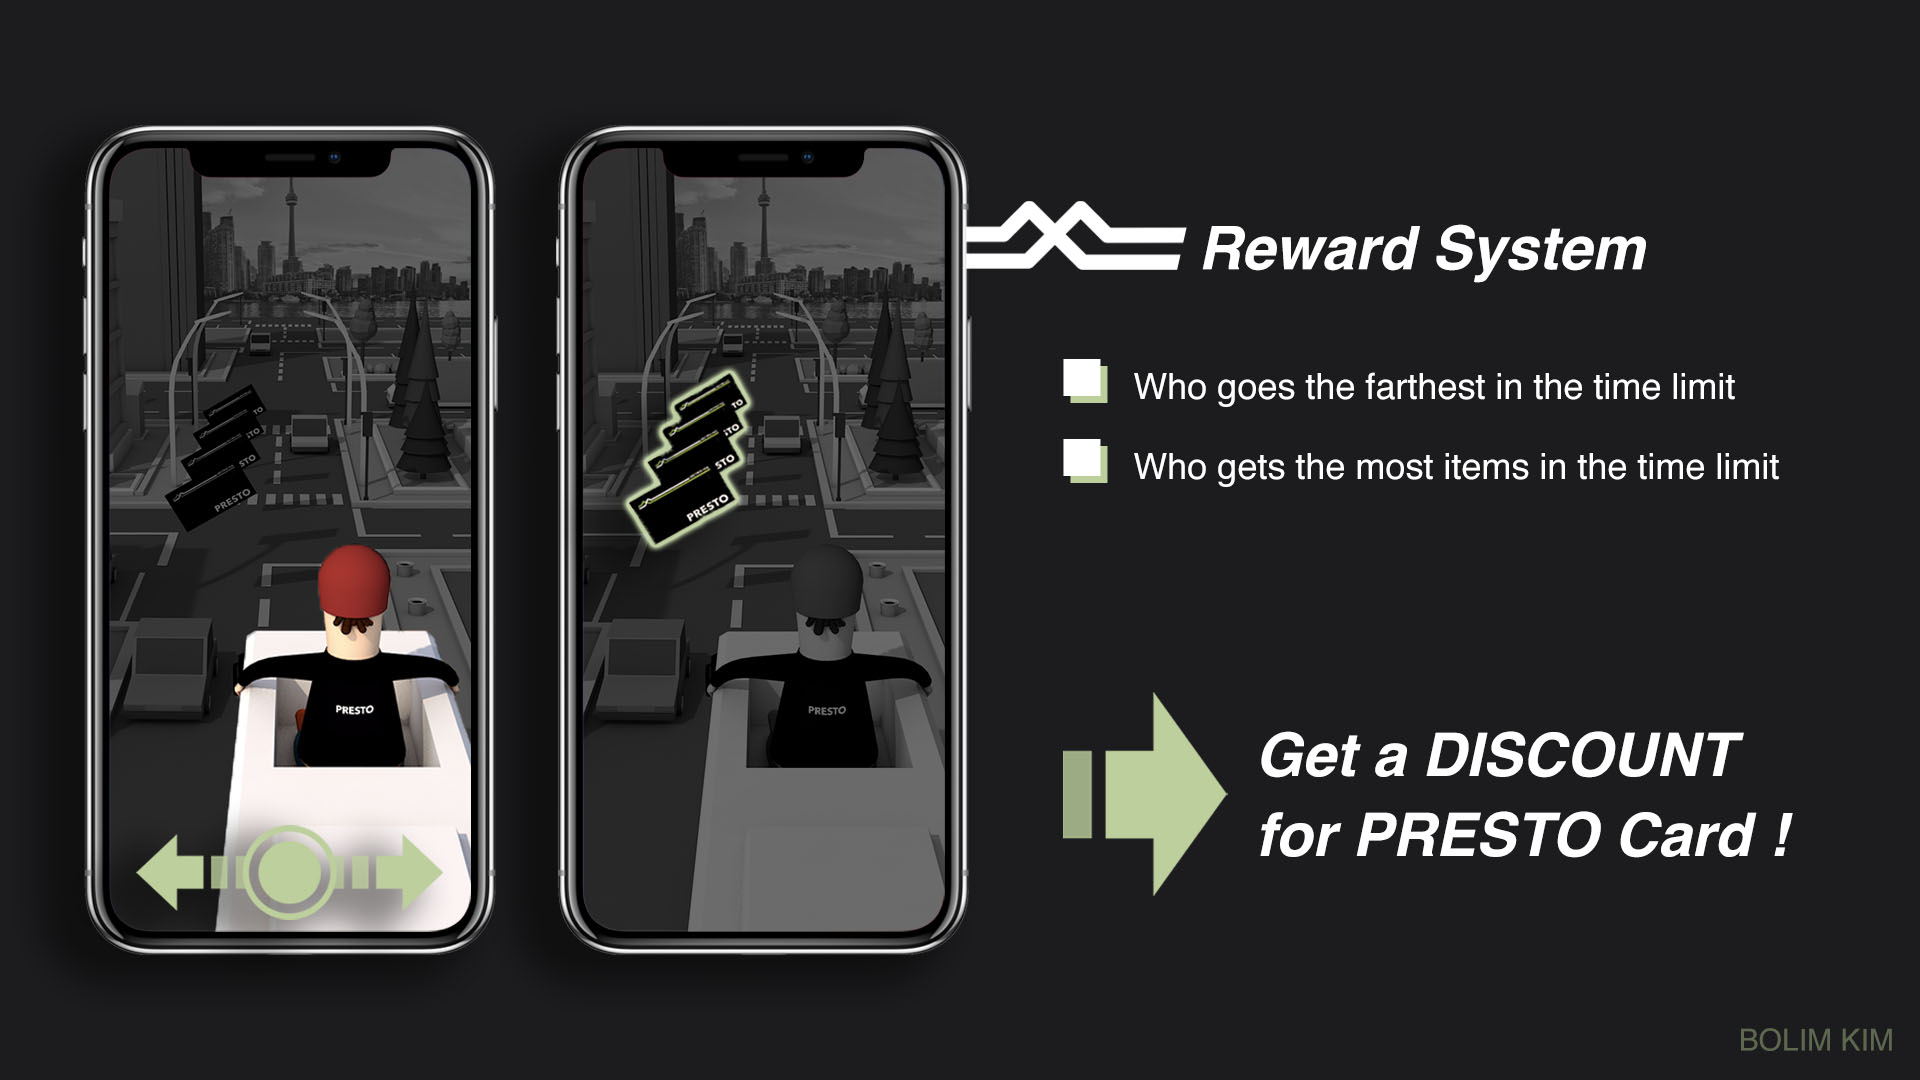 TO
STO
STO
PRESTO
PRESTO
TO
STO
STO
PRESTO
PRESTO
Reward System
Who goes the farthest in the time limit
Who gets the most items in the time limit
Get a DISCOUNT
for PRESTO Card !
BOLIM KIM